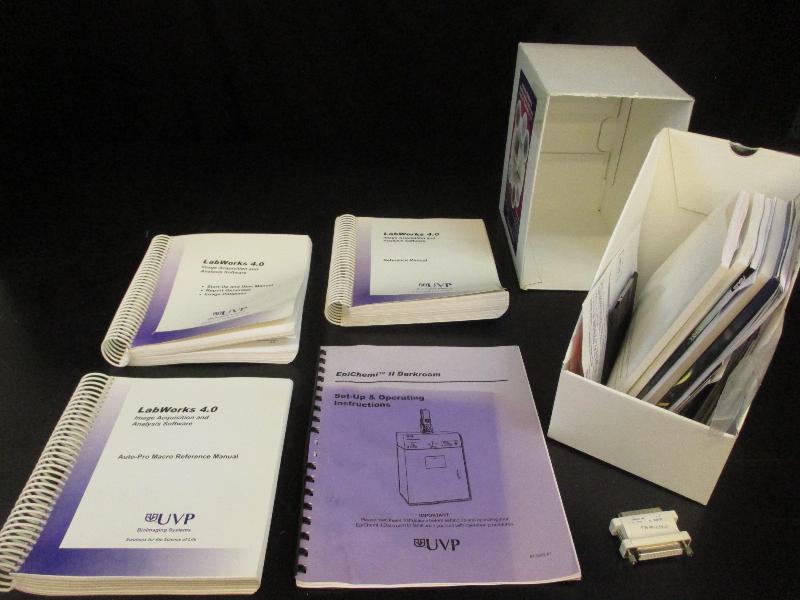 LabWorks 4.0
Image Acquisition and
Analysis Software
• Start-Up and User Manual
• Report Generator
• Image Database
UVP
LabWorks 4.0
Image Acquisition and
Analysis Software
Reference Manual
UVP
LabWorks 4.0
Image Acquisition and
Analysis Software
Auto-Pro Macro Reference Manual
UVP
BioImaging Systems
Solutions for the Science of Life
EpiChemi™ II Darkroom
Set-Up & Operating
Instructions
IMPORTANT
UVP